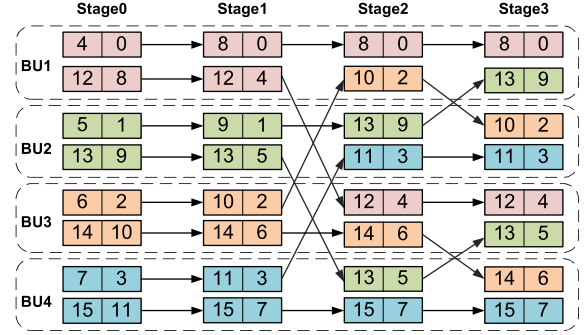 Stage0 Stage1 Stage2 Stage3
4 0 8 0 8 0 8 0
BU1
12 8 12 4 10 2 13 9
5 1 9 1 13 9 10 2
BU2
13 9 13 5 11 3 11 3
6 2 10 2 12 4 12 4
BU3
14 10 14 6 14 6 13 5
7 3 11 3 13 5 14 6
BU4
15 11 15 7 15 7 15 7